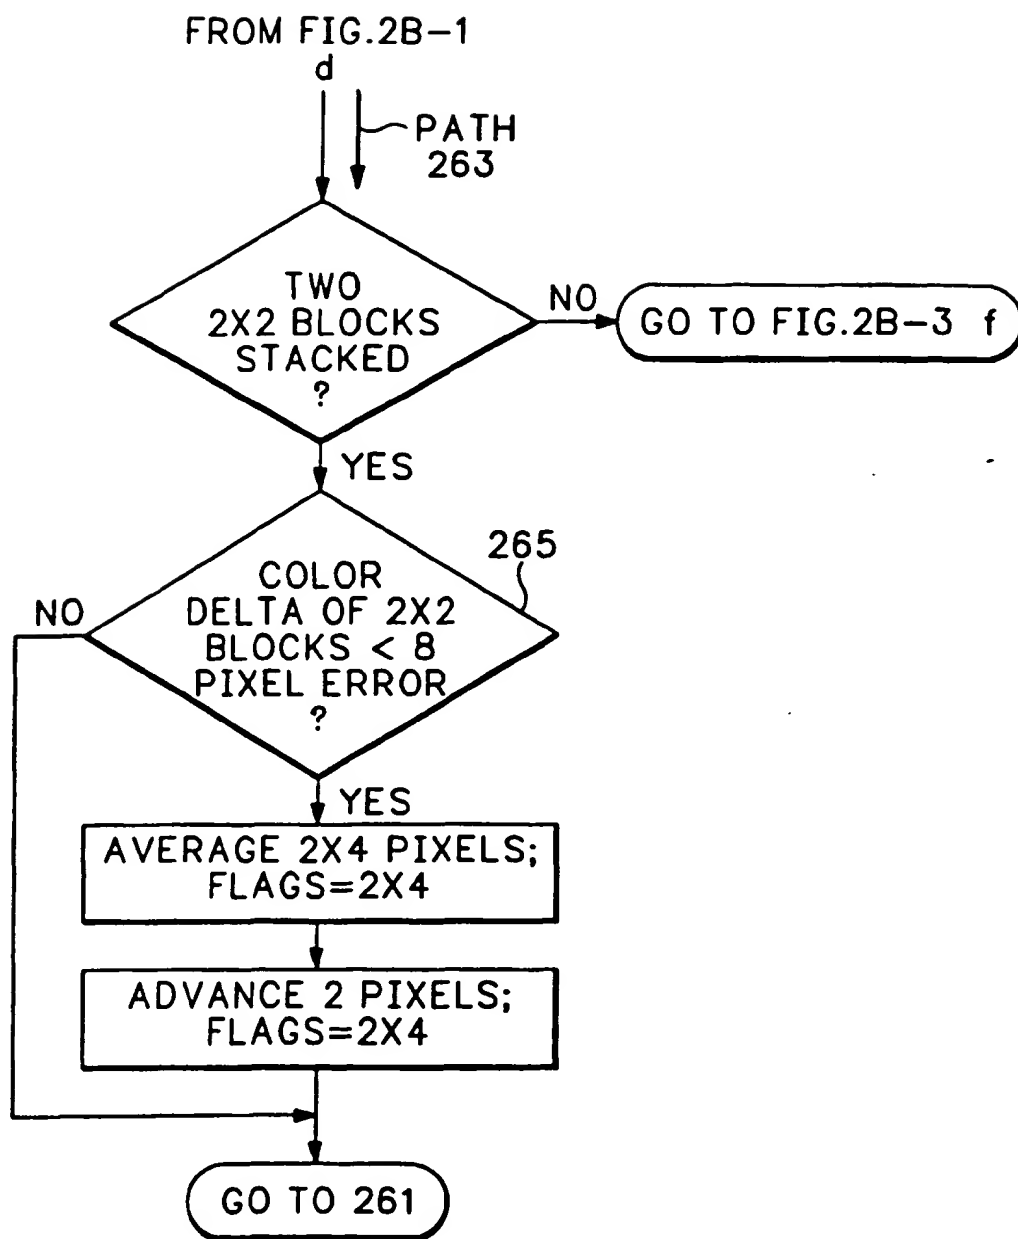 FROM FIG.2B-1
d
PATH
263
TWO
2X2 BLOCKS
STACKED
?
NO
GO TO FIG.2B-3 f
YES
265
COLOR
DELTA OF 2X2
BLOCKS < 8
PIXEL ERROR
?
NO
YES
AVERAGE 2X4 PIXELS;
FLAGS=2X4
ADVANCE 2 PIXELS;
FLAGS=2X4
GO TO 261